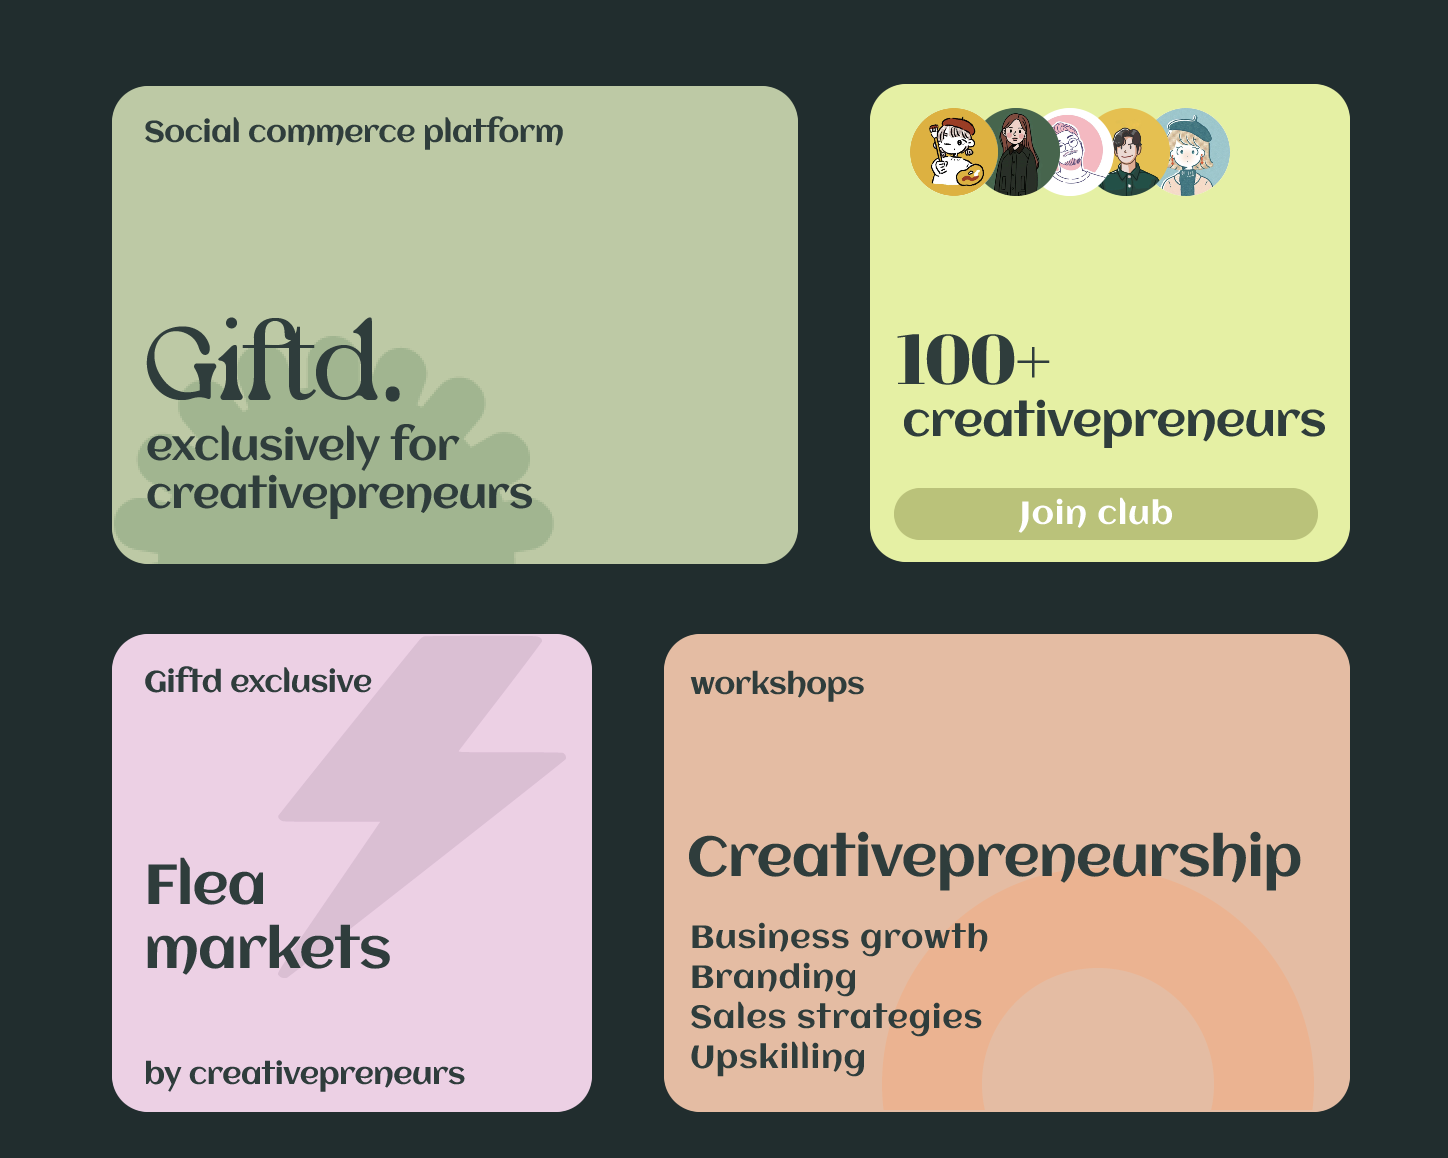 Social commerce platform
Giftd.
exclusively for
creativepreneurs
100+
creativepreneurs
Join club
Giftd exclusive
Flea
markets
by creativepreneurs
workshops
Creativepreneurship
Business growth
Branding
Sales strategies
Upskilling